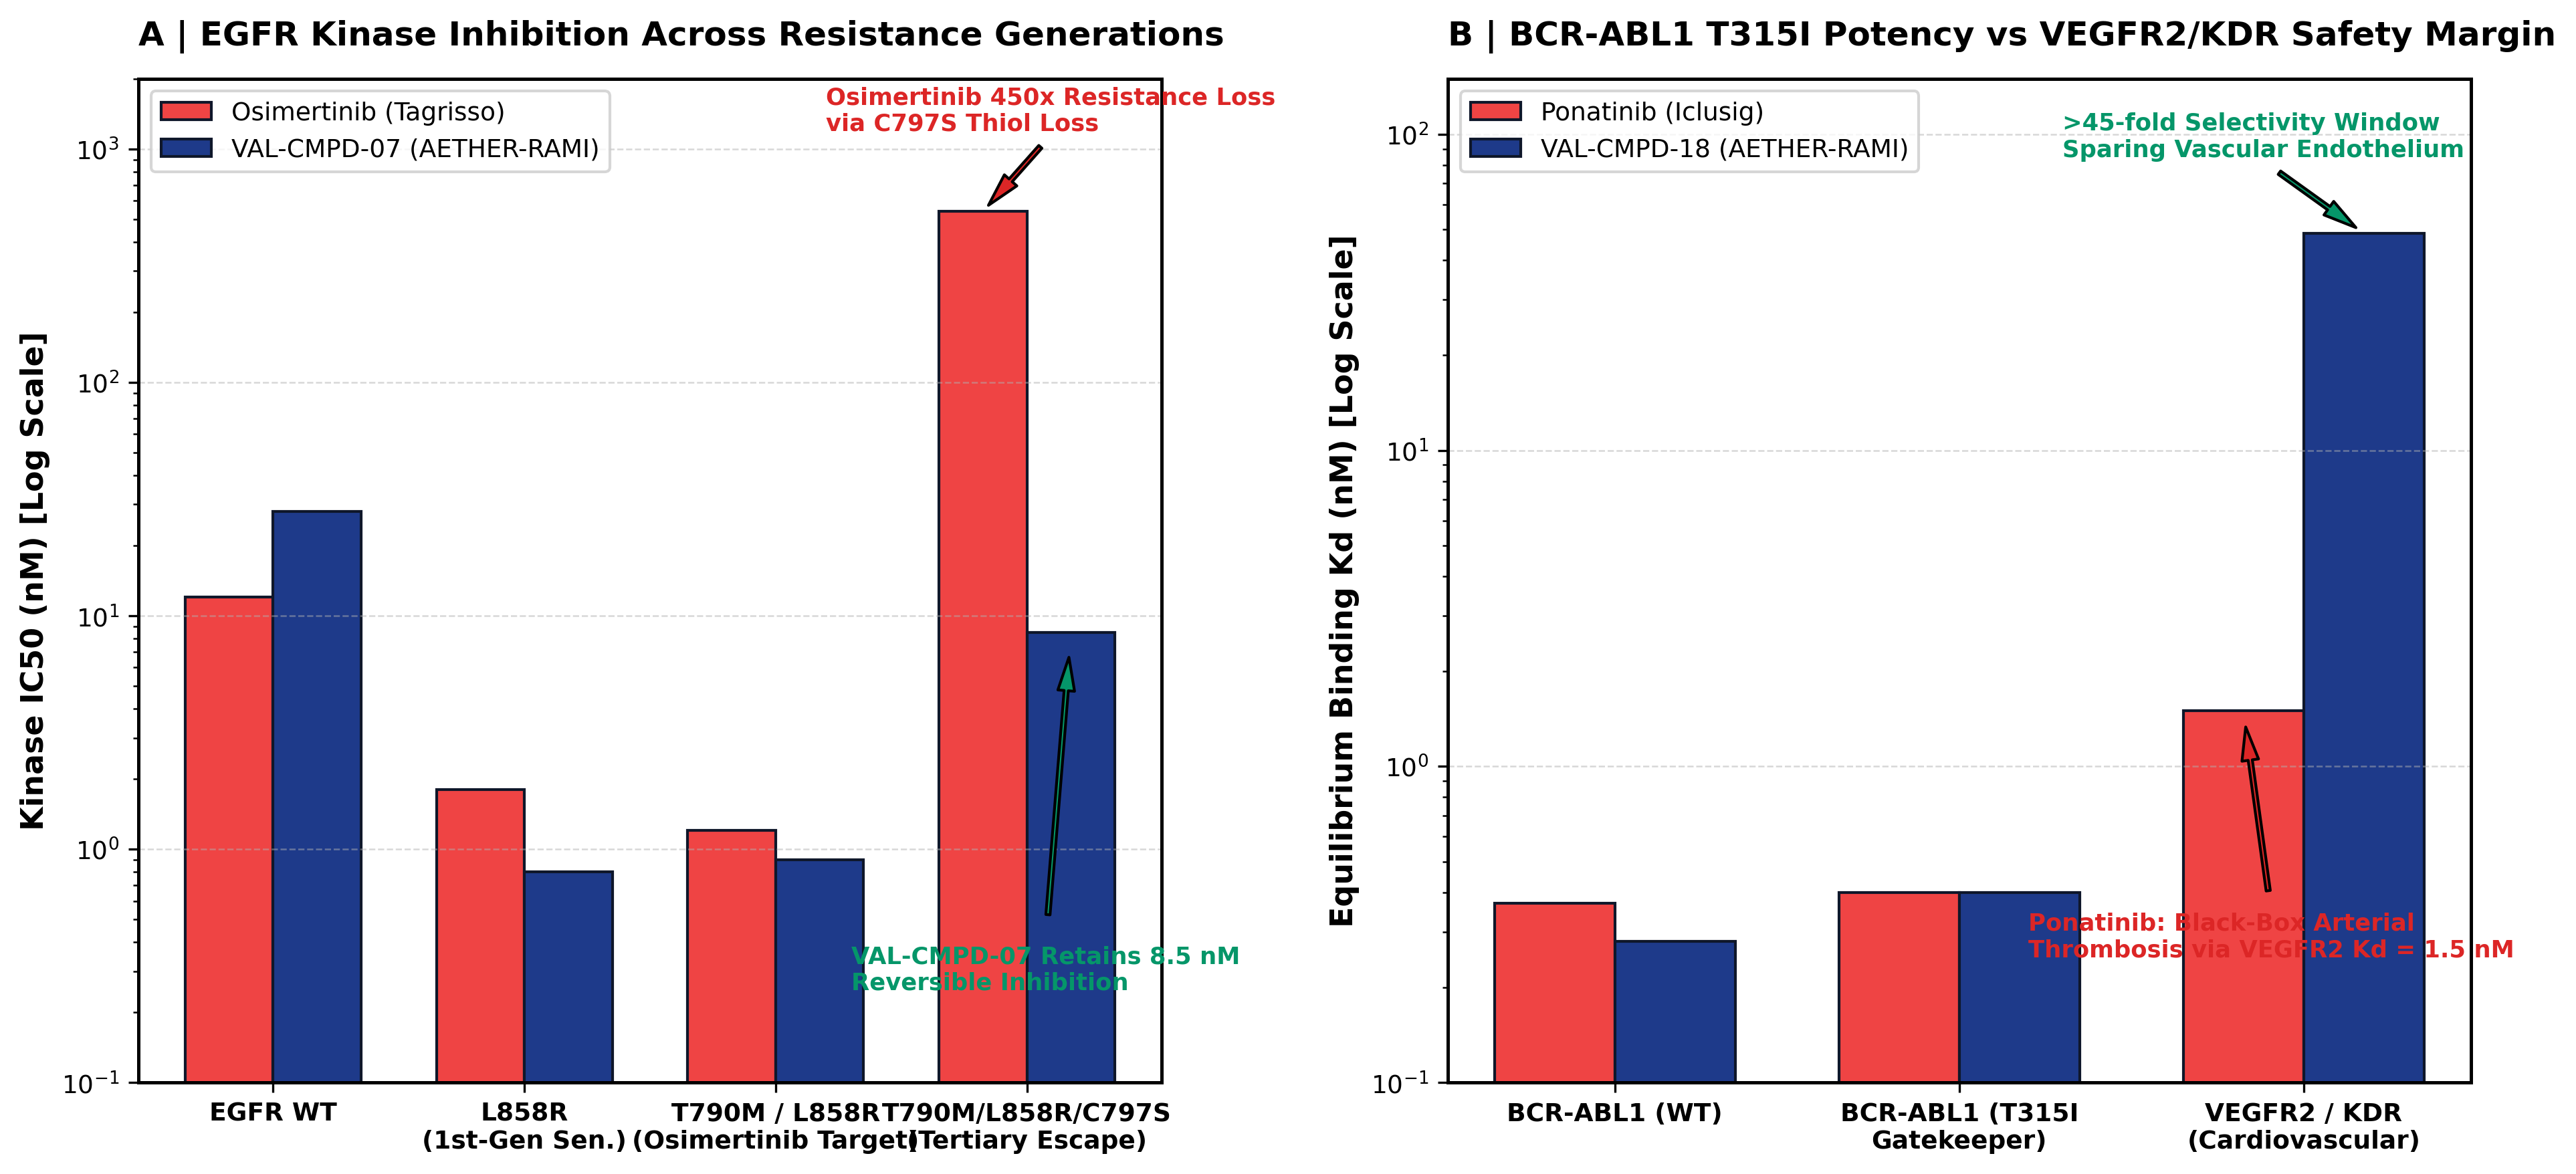 A | EGFR Kinase Inhibition Across Resistance Generations
Kinase IC50 (nM) [Log Scale]
10³
10²
10¹
10⁰
10⁻¹
Osimertinib (Tagrisso)
VAL-CMPD-07 (AETHER-RAMI)
Osimertinib 450x Resistance Loss
via C797S Thiol Loss
VAL-CMPD-07 Retains 8.5 nM
Reversible Inhibition
EGFR WT
L858R
(1st-Gen Sen.)
T790M / L858R
(Osimertinib Target)
T790M/L858R/C797S
(Tertiary Escape)
B | BCR-ABL1 T315I Potency vs VEGFR2/KDR Safety Margin
Equilibrium Binding Kd (nM) [Log Scale]
10²
10¹
10⁰
10⁻¹
Ponatinib (Iclusig)
VAL-CMPD-18 (AETHER-RAMI)
>45-fold Selectivity Window
Sparing Vascular Endothelium
Ponatinib: Black-Box Arterial
Thrombosis via VEGFR2 Kd = 1.5 nM
BCR-ABL1 (WT)
BCR-ABL1 (T315I
Gatekeeper)
VEGFR2 / KDR
(Cardiovascular)